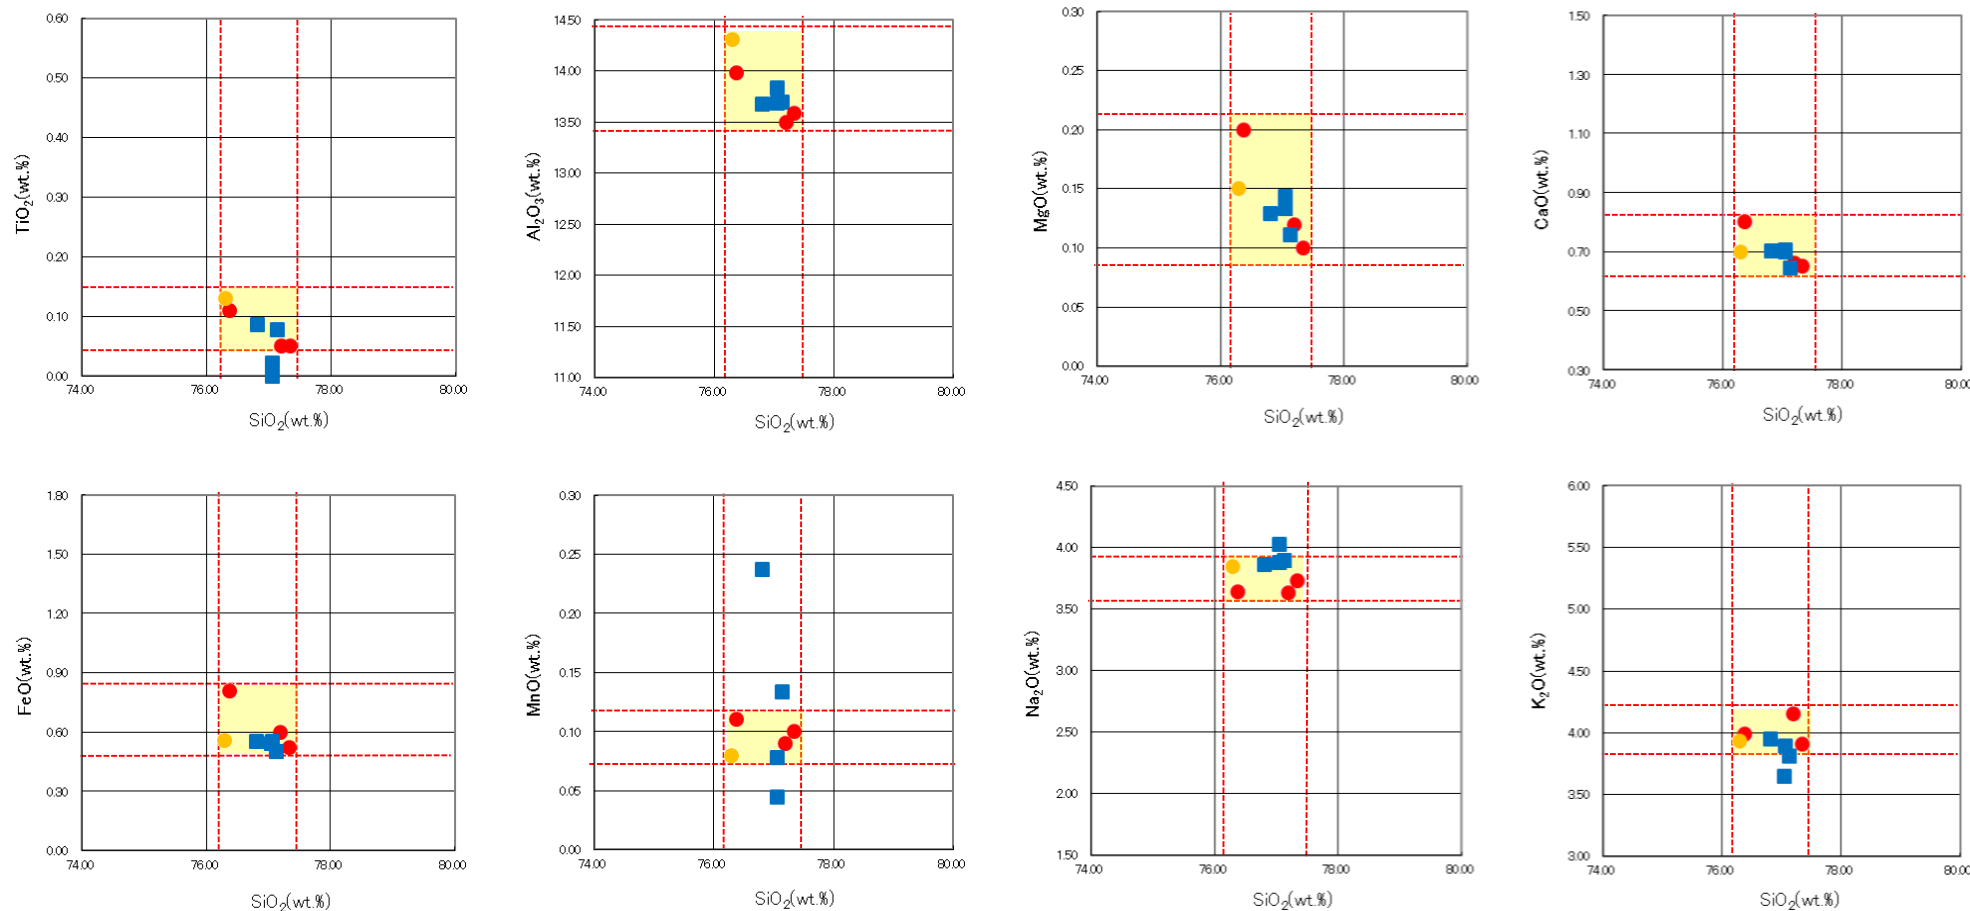 0.60
0.50
0.40
0.30
0.20
0.10
0.00
TiO2(wt.%)
74.00 76.00 78.00 80.00
SiO2(wt.%)
14.50
14.00
13.50
13.00
12.50
12.00
11.50
11.00
Al2O3(wt.%)
74.00 76.00 78.00 80.00
SiO2(wt.%)
0.30
0.25
0.20
0.15
0.10
0.05
0.00
MgO(wt.%)
74.00 76.00 78.00 80.00
SiO2(wt.%)
1.50
1.30
1.10
0.90
0.70
0.50
0.30
CaO(wt.%)
74.00 76.00 78.00 80.00
SiO2(wt.%)
1.80
1.50
1.20
0.90
0.60
0.30
0.00
FeO(wt.%)
74.00 76.00 78.00 80.00
SiO2(wt.%)
0.30
0.25
0.20
0.15
0.10
0.05
0.00
MnO(wt.%)
74.00 76.00 78.00 80.00
SiO2(wt.%)
4.50
4.00
3.50
3.00
2.50
2.00
1.50
Na2O(wt.%)
74.00 76.00 78.00 80.00
SiO2(wt.%)
6.00
5.50
5.00
4.50
4.00
3.50
3.00
K2O(wt.%)
74.00 76.00 78.00 80.00
SiO2(wt.%)